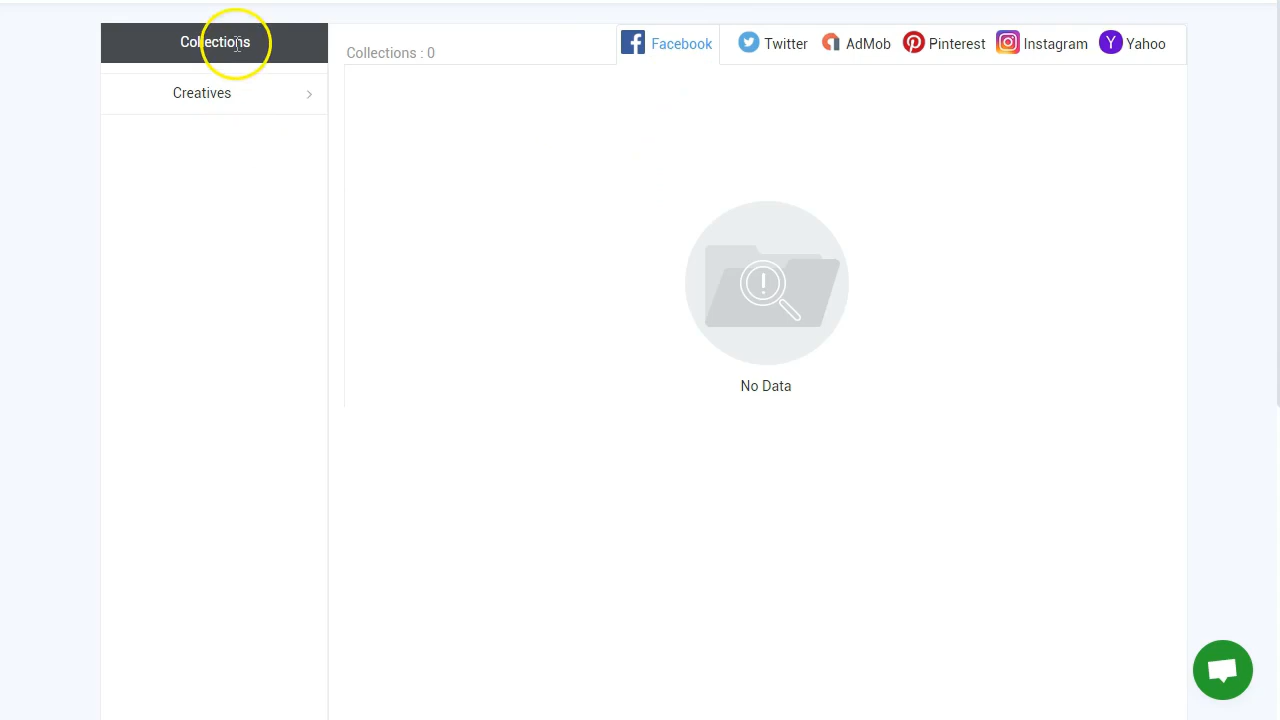 Collections
Creatives
Collections : 0
Facebook
Twitter
AdMob
Pinterest
Instagram
Y Yahoo
No Data